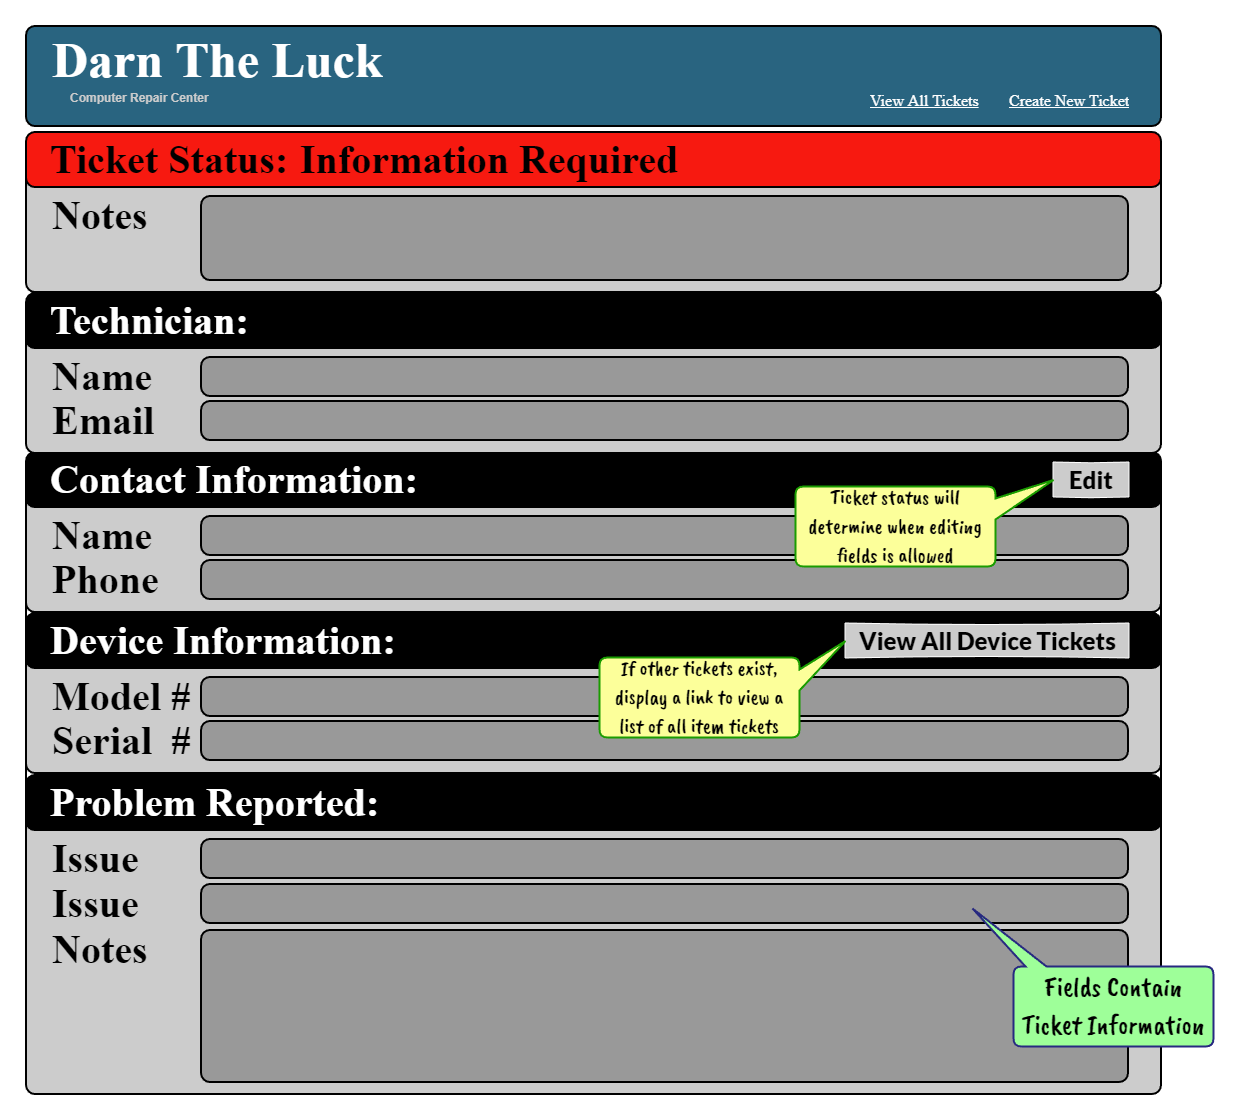 Darn The Luck
Computer Repair Center
View All Tickets
Create New Ticket
Ticket Status: Information Required
Notes
Technician:
Name
Email
Contact Information:
Edit
Ticket status will
determine when editing
fields is allowed
Name
Phone
Device Information:
View All Device Tickets
If other tickets exist,
display a link to view a
list of all item tickets
Model #
Serial #
Problem Reported:
Issue
Issue
Notes
Fields Contain
Ticket Information